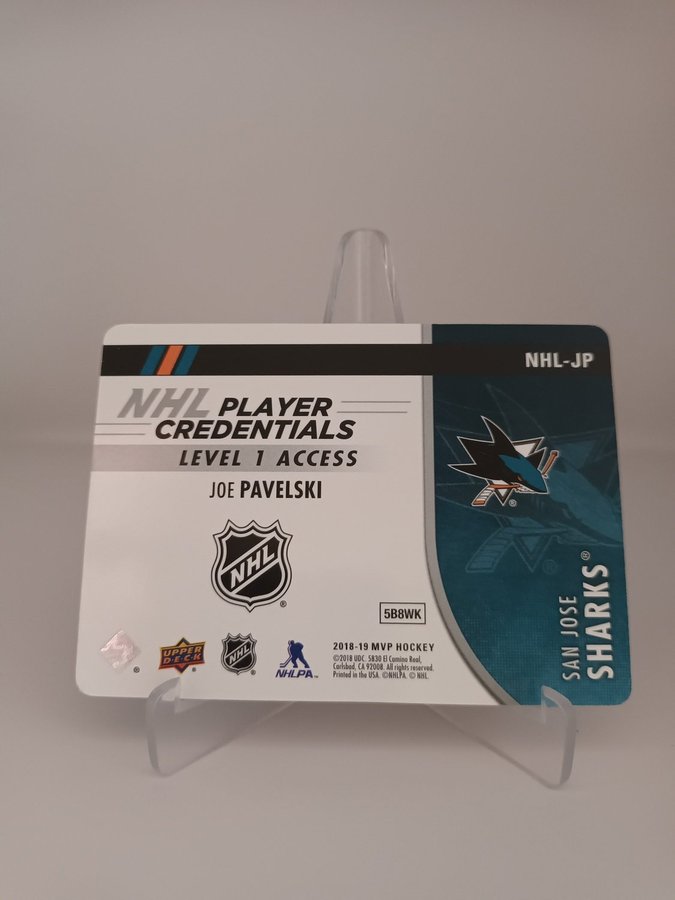 NHL-JP
NHL PLAYER
CREDENTIALS
LEVEL 1 ACCESS
JOE PAVELSKI
NHL
®
5B8WK
SAN JOSE
SHARKS®
®
2018-19 MVP HOCKEY
©2018 UDC. 5830 El Camino Real,
Carlsbad, CA 92008. All rights reserved.
Printed in the USA. ©NHLPA. © NHL.
®
UPPER
DECK
NHL
®
NHLPA™